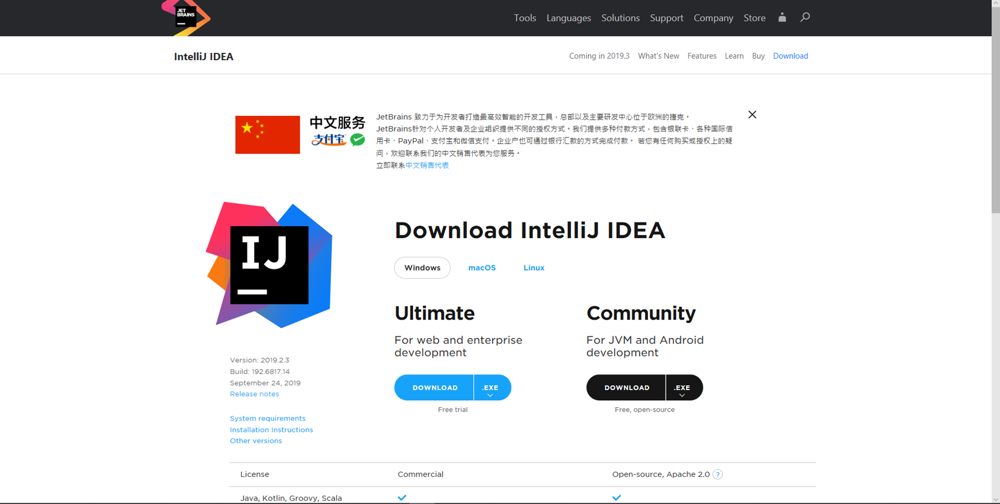 JET
BRAINS
Tools Languages Solutions Support Company Store
IntelliJ IDEA
Coming in 2019.3 What's New Features Learn Buy Download
中文服务
支付宝
JetBrains 致力于为开发者打造最高效智能的开发工具，总部以及主要研发中心位于欧洲的捷克。
JetBrains针对个人开发者及企业组织提供不同的授权方式。我们提供多种付款方式，包含银联卡、各种国际信
用卡、PayPal、支付宝和微信支付。企业户也可通过银行汇款的方式完成付款。 若您有任何购买或授权上的疑
问，欢迎联系我们的中文销售代表为您服务。
立即联系中文销售代表
IJ
Download IntelliJ IDEA
Windows macOS Linux
Ultimate
For web and enterprise
development
DOWNLOAD .EXE
Free trial
Community
For JVM and Android
development
DOWNLOAD .EXE
Free, open-source
Version: 2019.2.3
Build: 192.6817.14
September 24, 2019
Release notes
System requirements
Installation Instructions
Other versions
License Commercial Open-source, Apache 2.0 ?
Java, Kotlin, Groovy, Scala